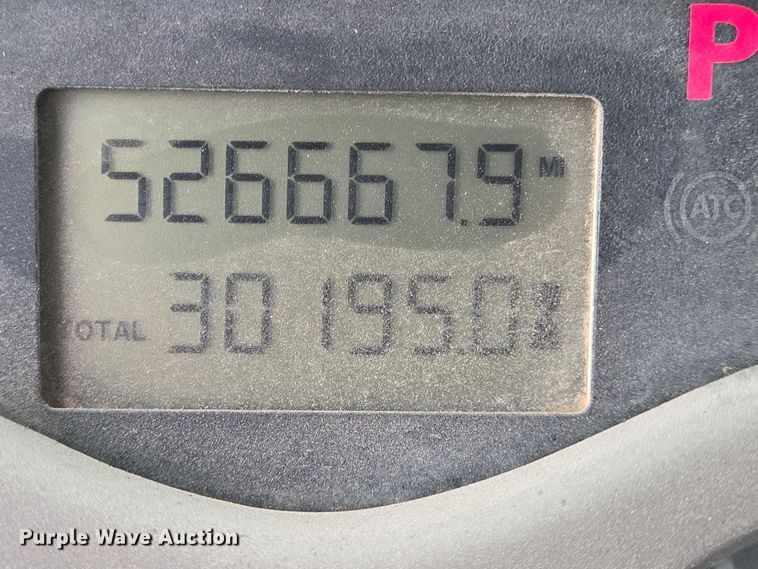 P
526667.9 MI
ATC
TOTAL 30195.0
Purple Wave Auction